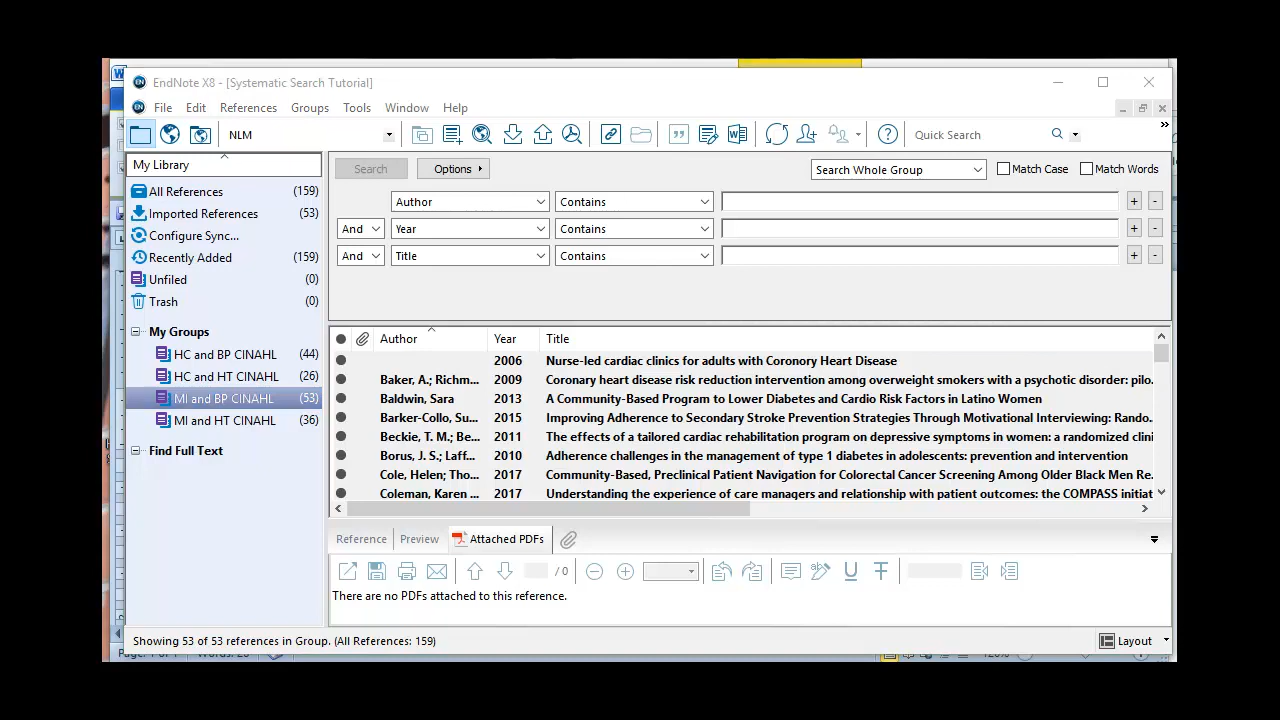 EndNote X8 - [Systematic Search Tutorial]
File Edit References Groups Tools Window Help
NLM
Quick Search
My Library
All References (159)
Imported References (53)
Configure Sync...
Recently Added (159)
Unfiled (0)
Trash (0)
My Groups
HC and BP CINAHL (44)
HC and HT CINAHL (26)
MI and BP CINAHL (53)
MI and HT CINAHL (36)
Find Full Text
Search Options Search Whole Group Match Case Match Words
Author Contains + -
And Year Contains + -
And Title Contains + -
Author Year Title
2006 Nurse-led cardiac clinics for adults with Coronory Heart Disease
Baker, A.; Richm... 2009 Coronary heart disease risk reduction intervention among overweight smokers with a psychotic disorder: pilo...
Baldwin, Sara 2013 A Community-Based Program to Lower Diabetes and Cardio Risk Factors in Latino Women
Barker-Collo, Su... 2015 Improving Adherence to Secondary Stroke Prevention Strategies Through Motivational Interviewing: Rando...
Beckie, T. M.; Be... 2011 The effects of a tailored cardiac rehabilitation program on depressive symptoms in women: a randomized clini
Borus, J. S.; Laff... 2010 Adherence challenges in the management of type 1 diabetes in adolescents: prevention and intervention
Cole, Helen; Tho... 2017 Community-Based, Preclinical Patient Navigation for Colorectal Cancer Screening Among Older Black Men Re...
Coleman, Karen ... 2017 Understanding the experience of care managers and relationship with patient outcomes: the COMPASS initiat
Reference Preview Attached PDFs
/ 0
There are no PDFs attached to this reference.
Showing 53 of 53 references in Group. (All References: 159)
Layout